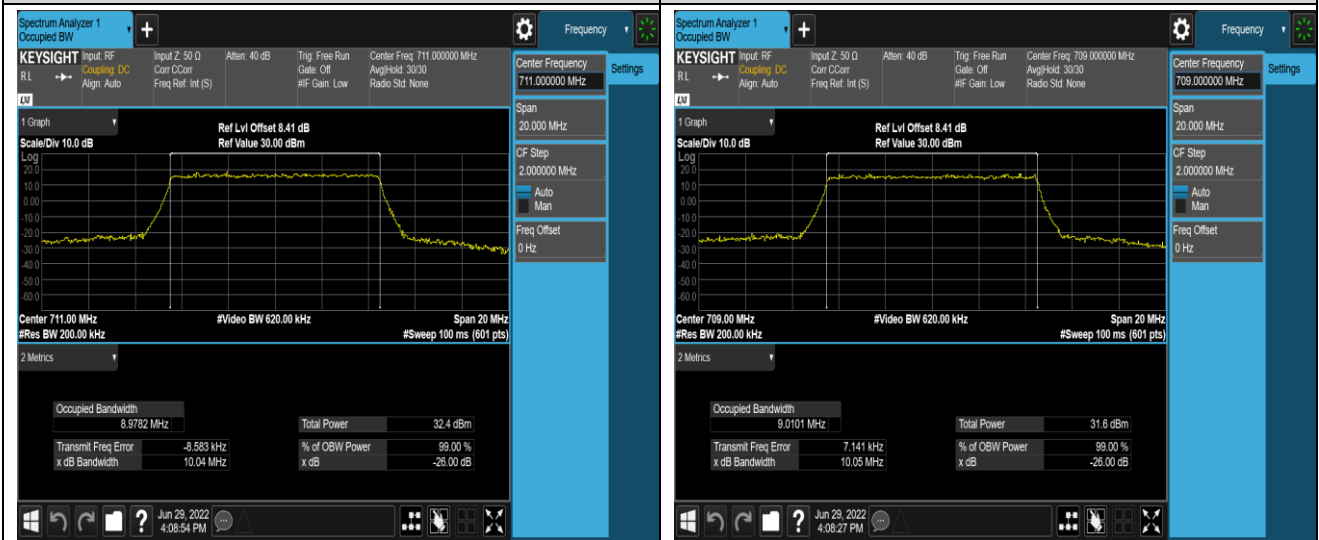 Spectrum Analyzer 1
Occupied BW
+
Frequency
KEYSIGHT Input: RF Input Z: 50 Ω Atten: 40 dB Trig: Free Run Center Freq: 711.000000 MHz
RL Coupling: DC Corr CCorr Gate: Off Avg|Hold: 30/30
Align: Auto Freq Ref: Int (S) #IF Gain: Low Radio Std: None
LXI
Center Frequency
711.000000 MHz
Settings
Span
20.000 MHz
CF Step
2.000000 MHz
Auto
Man
Freq Offset
0 Hz
1 Graph
Ref Lvl Offset 8.41 dB
Scale/Div 10.0 dB Ref Value 30.00 dBm
Log
20.0
10.0
0.00
-10.0
-20.0
-30.0
-40.0
-50.0
-60.0
Center 711.00 MHz #Video BW 620.00 kHz Span 20 MHz
#Res BW 200.00 kHz #Sweep 100 ms (601 pts)
2 Metrics
Occupied Bandwidth
8.9782 MHz Total Power 32.4 dBm
Transmit Freq Error -8.583 kHz % of OBW Power 99.00 %
x dB Bandwidth 10.04 MHz x dB -26.00 dB
? Jun 29, 2022
4:08:54 PM
Spectrum Analyzer 1
Occupied BW
+
Frequency
KEYSIGHT Input: RF Input Z: 50 Ω Atten: 40 dB Trig: Free Run Center Freq: 709.000000 MHz
RL Coupling: DC Corr CCorr Gate: Off Avg|Hold: 30/30
Align: Auto Freq Ref: Int (S) #IF Gain: Low Radio Std: None
LXI
Center Frequency
709.000000 MHz
Settings
Span
20.000 MHz
CF Step
2.000000 MHz
Auto
Man
Freq Offset
0 Hz
1 Graph
Ref Lvl Offset 8.41 dB
Scale/Div 10.0 dB Ref Value 30.00 dBm
Log
20.0
10.0
0.00
-10.0
-20.0
-30.0
-40.0
-50.0
-60.0
Center 709.00 MHz #Video BW 620.00 kHz Span 20 MHz
#Res BW 200.00 kHz #Sweep 100 ms (601 pts)
2 Metrics
Occupied Bandwidth
9.0101 MHz Total Power 31.6 dBm
Transmit Freq Error 7.141 kHz % of OBW Power 99.00 %
x dB Bandwidth 10.05 MHz x dB -26.00 dB
? Jun 29, 2022
4:08:27 PM